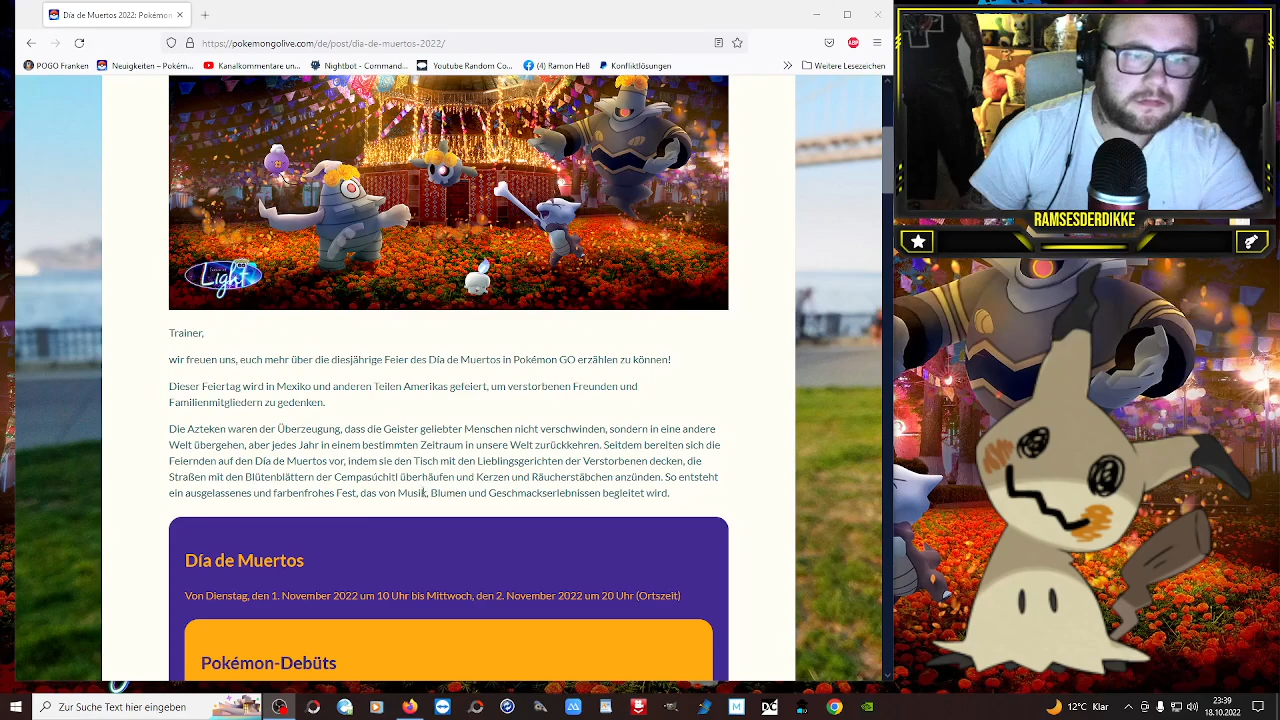 Día de Muertos 2022: Pokémon
https://pokemongolive.com/de/post/dia-de-muertos-2022/
POGO Franken
Neuigkeiten – Pokém...
Kanalkommentare un...
Nightbot - Command...
Youtube Random Co...
(4) Ramon Heß
Konfliktlösungen
Weitere Lesezeichen
Light
Trainer,
wir freuen uns, euch mehr über die diesjährige Feier des Día de Muertos in Pokémon GO erzählen zu können!
Dieser Feiertag wird in Mexiko und anderen Teilen Amerikas gefeiert, um verstorbenen Freunden und
Familienmitgliedern zu gedenken.
Die Azteken waren der Überzeugung, dass die Geister geliebter Menschen nicht verschwinden, sondern in eine andere
Welt übergehen, aber jedes Jahr in einem bestimmten Zeitraum in unsere Welt zurückkehren. Seitdem bereiten sich die
Feiernden auf den Día de Muertos vor, indem sie den Tisch mit den Lieblingsgerichten der Verstorbenen decken, die
Straßen mit den Blütenblättern der Cempasúchitl überhäufen und Kerzen und Räucherstäbchen anzünden. So entsteht
ein ausgelassenes und farbenfrohes Fest, das von Musik, Blumen und Geschmackserlebnissen begleitet wird.
Día de Muertos
Von Dienstag, den 1. November 2022 um 10 Uhr bis Mittwoch, den 2. November 2022 um 20 Uhr (Ortszeit)
Pokémon-Debüts
RAMSESDERDIKKE
Zur Suche Text hier eingeben
12°C Klar
23:39
18.10.2022